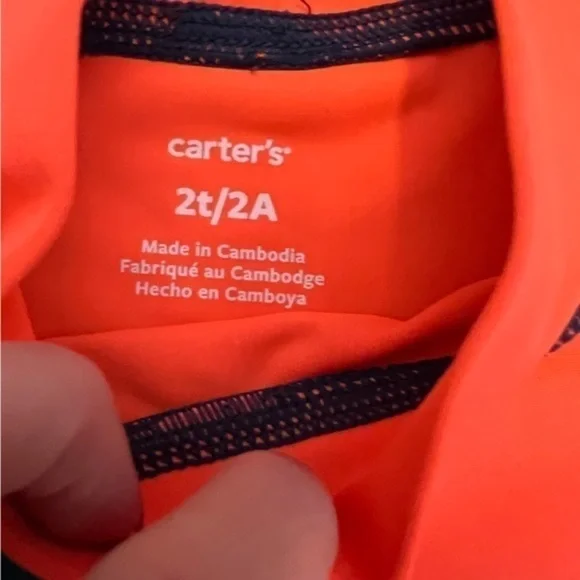 carter's
2t/2A
Made in Cambodia
Fabriqué au Cambodge
Hecho en Camboya